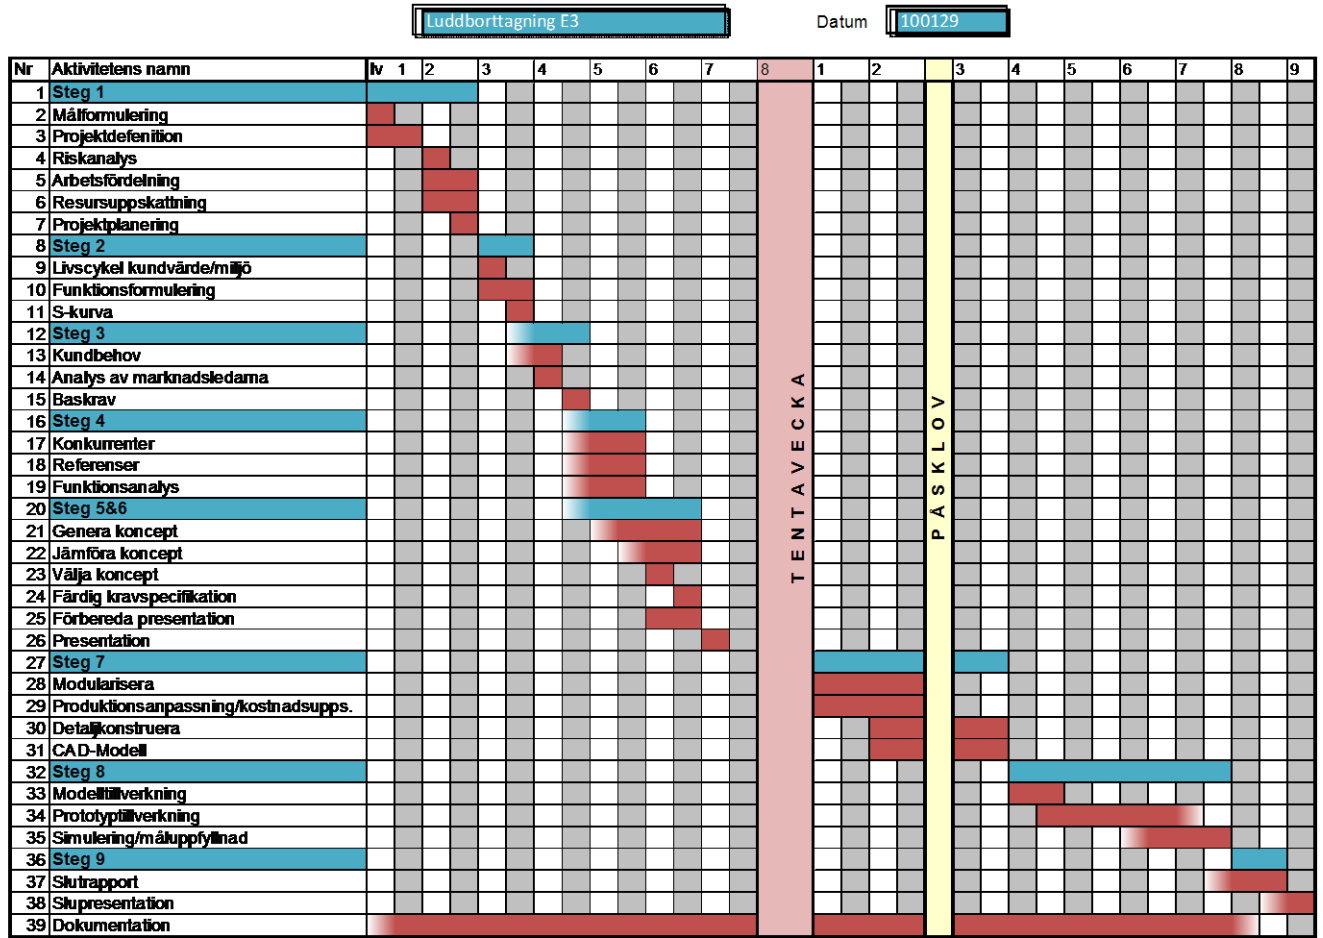 Luddborttagning E3 Datum 100129
Nr Aktivitetens namn lv 1 2 3 4 5 6 7 8 1 2 3 4 5 6 7 8 9
1 Steg 1
2 Målformulering
3 Projektdefenition
4 Riskanalys
5 Arbetsfördelning
6 Resursuppskattning
7 Projektplanering
8 Steg 2
9 Livscykel kundvärde/miljö
10 Funktionsformulering
11 S-kurva
12 Steg 3
13 Kundbehov
14 Analys av marknadsledarna
15 Baskrav
16 Steg 4
17 Konkurrenter
18 Referenser
19 Funktionsanalys
20 Steg 5&6
21 Genera koncept
22 Jämföra koncept
23 Välja koncept
24 Färdig kravspecifikation
25 Förbereda presentation
26 Presentation
27 Steg 7
28 Modularisera
29 Produktionsanpassning/kostnadsupps.
30 Detaljkonstruera
31 CAD-Modell
32 Steg 8
33 Modelltillverkning
34 Prototyptillverkning
35 Simulering/måluppfyllnad
36 Steg 9
37 Slutrapport
38 Slupresentation
39 Dokumentation
TENTAVECKA
PÅSKLOV